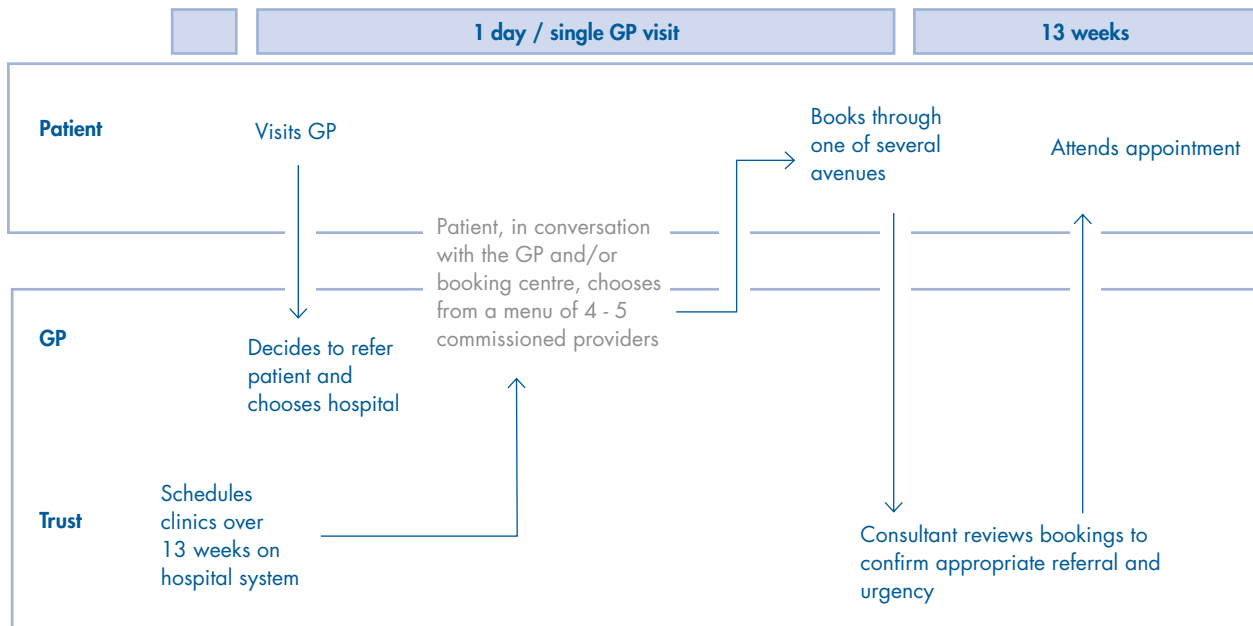 1 day / single GP visit
13 weeks
Patient
Visits GP
Books through
one of several
avenues
Attends appointment
Patient, in conversation
with the GP and/or
booking centre, chooses
from a menu of 4 - 5
commissioned providers
GP
Decides to refer
patient and
chooses hospital
Trust
Schedules
clinics over
13 weeks on
hospital system
Consultant reviews bookings to
confirm appropriate referral and
urgency